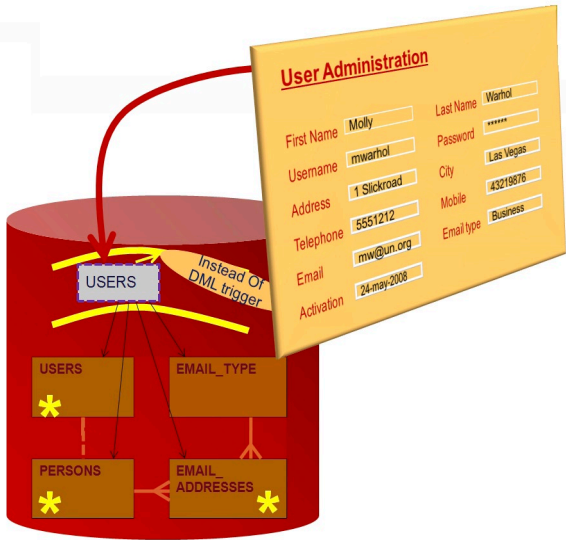 User Administration
First Name Molly Last Name Warhol
Username mwarhol Password ******
Address 1 Slickroad City Las Vegas
Telephone 5551212 Mobile 43219876
Email mw@un.org Email type Business
Activation 24-may-2008
Instead Of
DML trigger
USERS
USERS
EMAIL_TYPE
PERSONS
EMAIL_
ADDRESSES